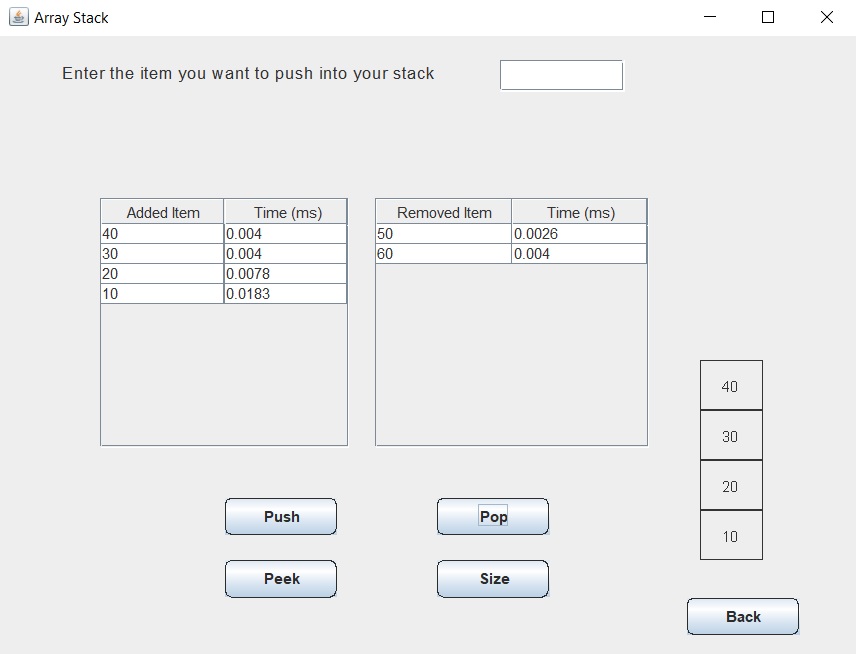 Array Stack
Enter the item you want to push into your stack
Added Item Time (ms)
40 0.004
30 0.004
20 0.0078
10 0.0183
Removed Item Time (ms)
50 0.0026
60 0.004
40
30
20
10
Push Pop
Peek Size
Back